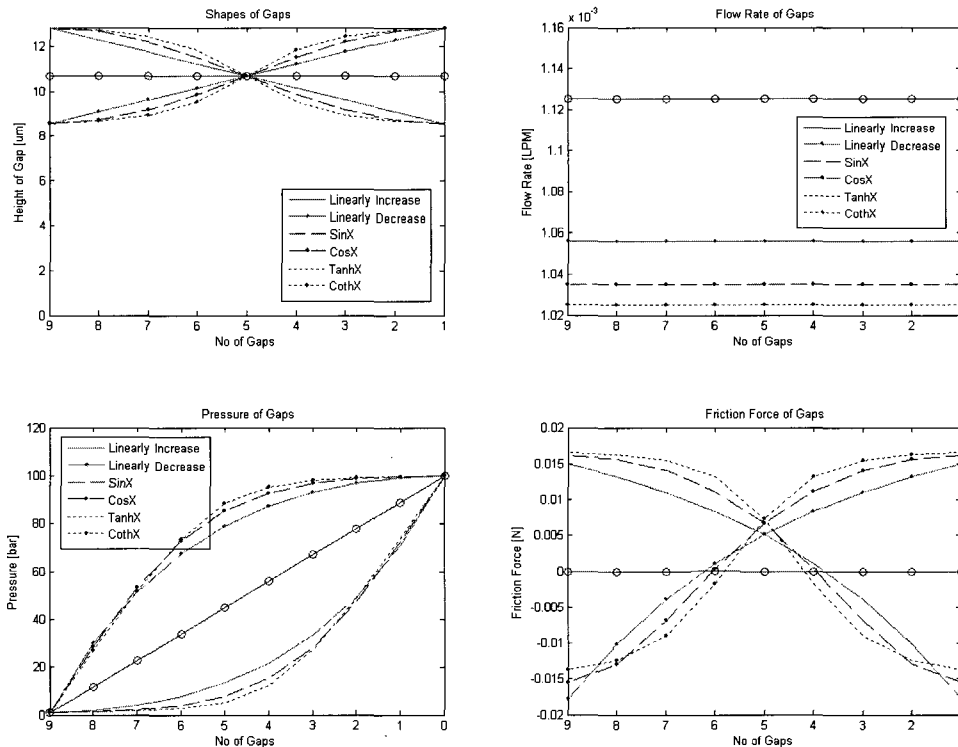 Shapes of Gaps
Height of Gap [um]
12
10
8
6
4
2
0
9 8 7 6 5 4 3 2 1
No of Gaps
Linearly Increase
Linearly Decrease
SinX
CosX
TanhX
CothX
Flow Rate of Gaps
x 10⁻³
Flow Rate [LPM]
1.16
1.14
1.12
1.1
1.08
1.06
1.04
1.02
9 8 7 6 5 4 3 2
No of Gaps
Linearly Increase
Linearly Decrease
SinX
CosX
TanhX
CothX
Pressure of Gaps
Pressure [bar]
120
100
80
60
40
20
0
9 8 7 6 5 4 3 2 1 0
No of Gaps
Linearly Increase
Linearly Decrease
SinX
CosX
TanhX
CothX
Friction Force of Gaps
Friction Force [N]
0.02
0.015
0.01
0.005
0
-0.005
-0.01
-0.015
-0.02
9 8 7 6 5 4 3 2
No of Gaps